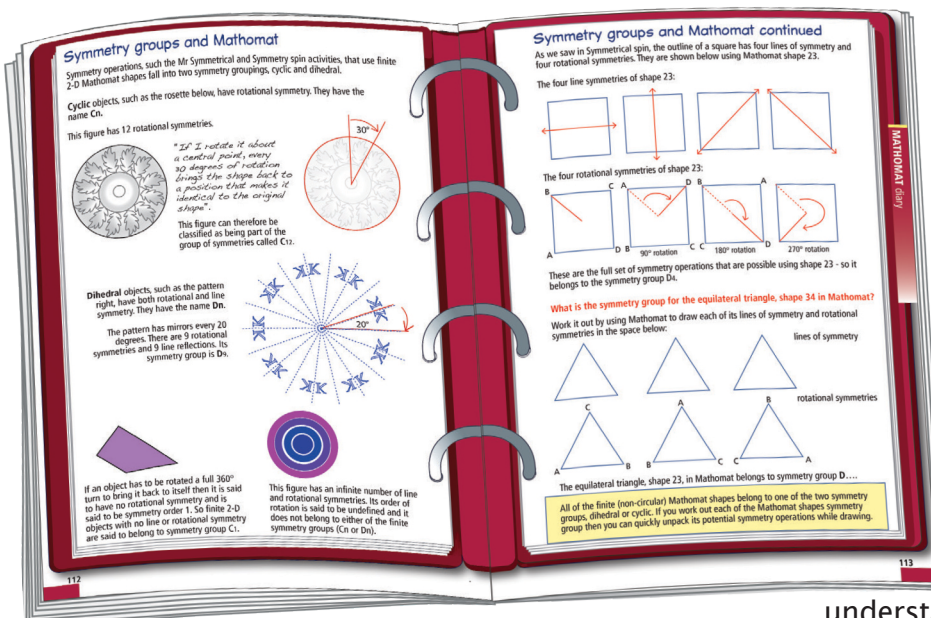 Symmetry groups and Mathomat
Symmetry operations, such as the Mr Symmetrical and Symmetry spin activities, that use finite
2-D Mathomat shapes fall into two symmetry groupings, cyclic and dihedral.
Cyclic objects, such as the rosette below, have rotational symmetry. They have the
name Cn.
This figure has 12 rotational symmetries.
"If I rotate it about
a central point, every
30 degrees of rotation
brings the shape back to
a position that makes it
identical to the original
shape".
30°
This figure can therefore be
classified as being part of the
group of symmetries called C12.
Dihedral objects, such as the pattern
right, have both rotational and line
symmetry. They have the name Dn.
The pattern has mirrors every 20
degrees. There are 9 rotational
symmetries and 9 line reflections. Its
symmetry group is D9.
20°
If an object has to be rotated a full 360°
turn to bring it back to itself then it is said
to have no rotational symmetry and is
said to be symmetry order 1. So finite 2-D
objects with no line or rotational symmetry
are said to belong to symmetry group C1.
This figure has an infinite number of line
and rotational symmetries. Its order of
rotation is said to be undefined and it
does not belong to either of the finite
symmetry groups (Cn or Dn).
112
Symmetry groups and Mathomat continued
As we saw in Symmetrical spin, the outline of a square has four lines of symmetry and
four rotational symmetries. They are shown below using Mathomat shape 23.
The four line symmetries of shape 23:
The four rotational symmetries of shape 23:
B C A D B A
A D B C C D
90° rotation 180° rotation 270° rotation
These are the full set of symmetry operations that are possible using shape 23 - so it
belongs to the symmetry group D4.
What is the symmetry group for the equilateral triangle, shape 34 in Mathomat?
Work it out by using Mathomat to draw each of its lines of symmetry and rotational
symmetries in the space below:
lines of symmetry
rotational symmetries
C A B
A B B C C A
The equilateral triangle, shape 23, in Mathomat belongs to symmetry group D....
All of the finite (non-circular) Mathomat shapes belong to one of the two symmetry
groups, dihedral or cyclic. If you work out each of the Mathomat shapes symmetry
group then you can quickly unpack its potential symmetry operations while drawing.
MATHOMAT diary
113
underst